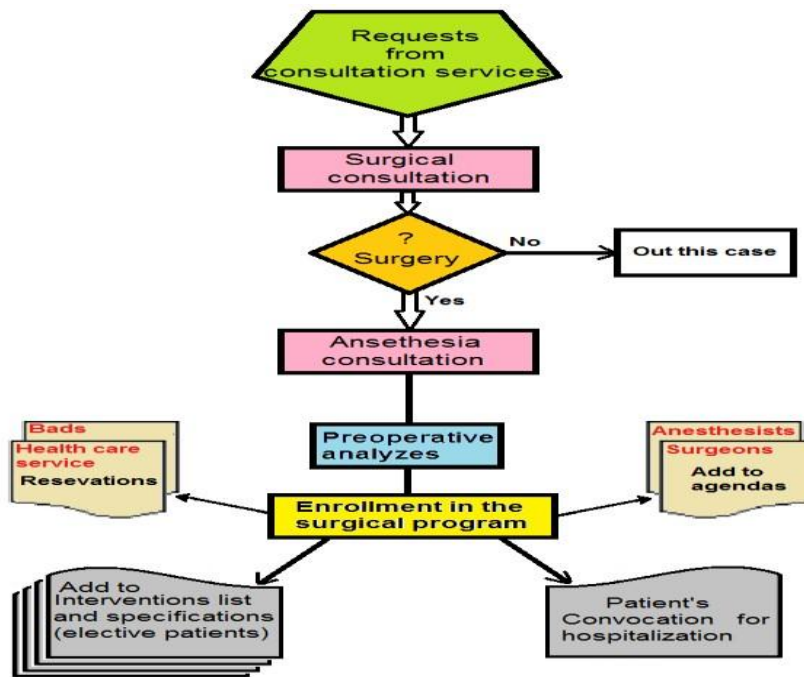 Requests
from
consultation services
Surgical
consultation
?
Surgery
No
Out this case
Yes
Ansethesia
consultation
Preoperative
analyzes
Bads
Health care
service
Resevations
Anesthesists
Surgeons
Add to
agendas
Enrollment in the
surgical program
Add to
Interventions list
and specifications
(elective patients)
Patient's
Convocation for
hospitalization